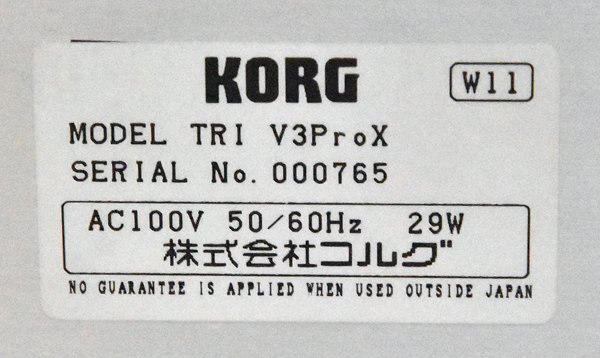 KORG W11
MODEL TRI V3ProX
SERIAL No. 000765
AC100V 50/60Hz 29W
株式会社コルグ
NO GUARANTEE IS APPLIED WHEN USED OUTSIDE JAPAN